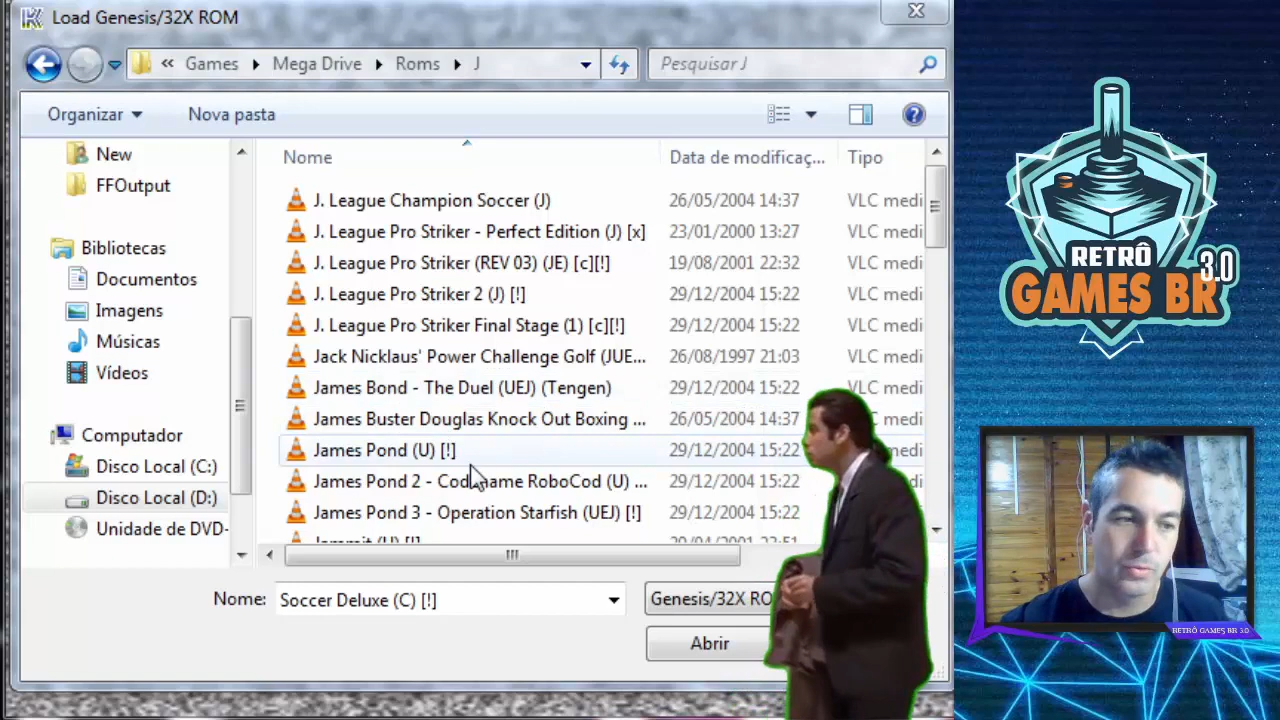 Load Genesis/32X ROM
« Games Mega Drive Roms J
Pesquisar J
Organizar
Nova pasta
Nome
Data de modificaç...
Tipo
New
FFOutput
Bibliotecas
Documentos
Imagens
Músicas
Vídeos
Computador
Disco Local (C:)
Disco Local (D:)
Unidade de DVD-
J. League Champion Soccer (J) 26/05/2004 14:37 VLC medi
J. League Pro Striker - Perfect Edition (J) [x] 23/01/2000 13:27 VLC medi
J. League Pro Striker (REV 03) (JE) [c][!] 19/08/2001 22:32 VLC medi
J. League Pro Striker 2 (J) [!] 29/12/2004 15:22 VLC medi
J. League Pro Striker Final Stage (1) [c][!] 29/12/2004 15:22 VLC medi
Jack Nicklaus' Power Challenge Golf (JUE... 26/08/1997 21:03 VLC medi
James Bond - The Duel (UEJ) (Tengen) 29/12/2004 15:22 VLC medi
James Buster Douglas Knock Out Boxing ... 26/05/2004 14:37 medi
James Pond (U) [!] 29/12/2004 15:22 medi
James Pond 2 - Codename RoboCod (U) ... 29/12/2004 15:22
James Pond 3 - Operation Starfish (UEJ) [!] 29/12/2004 15:22
Jammit (U) [!]
Nome:
Soccer Deluxe (C) [!]
Genesis/32X RO
Abrir
RETRÔ
GAMES BR
3.0
RETRÔ GAMES BR 3.0